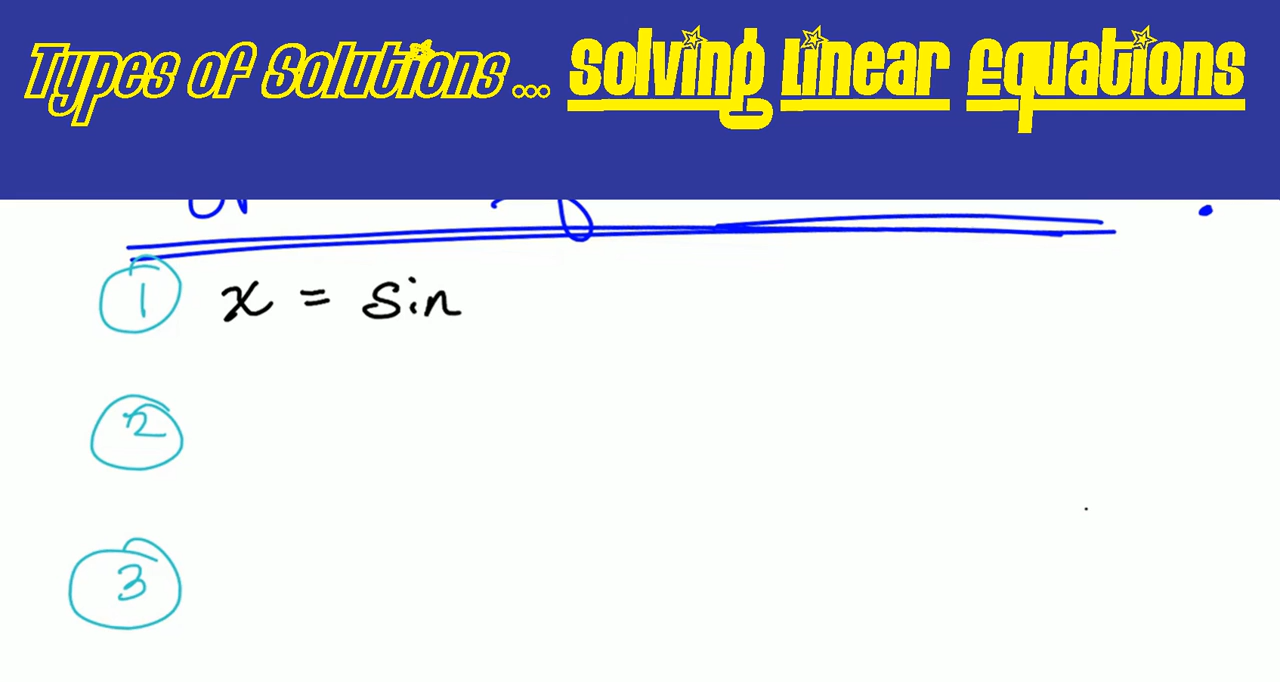 Types of Solutions... Solving Linear Equations
1 x = sin
2
3